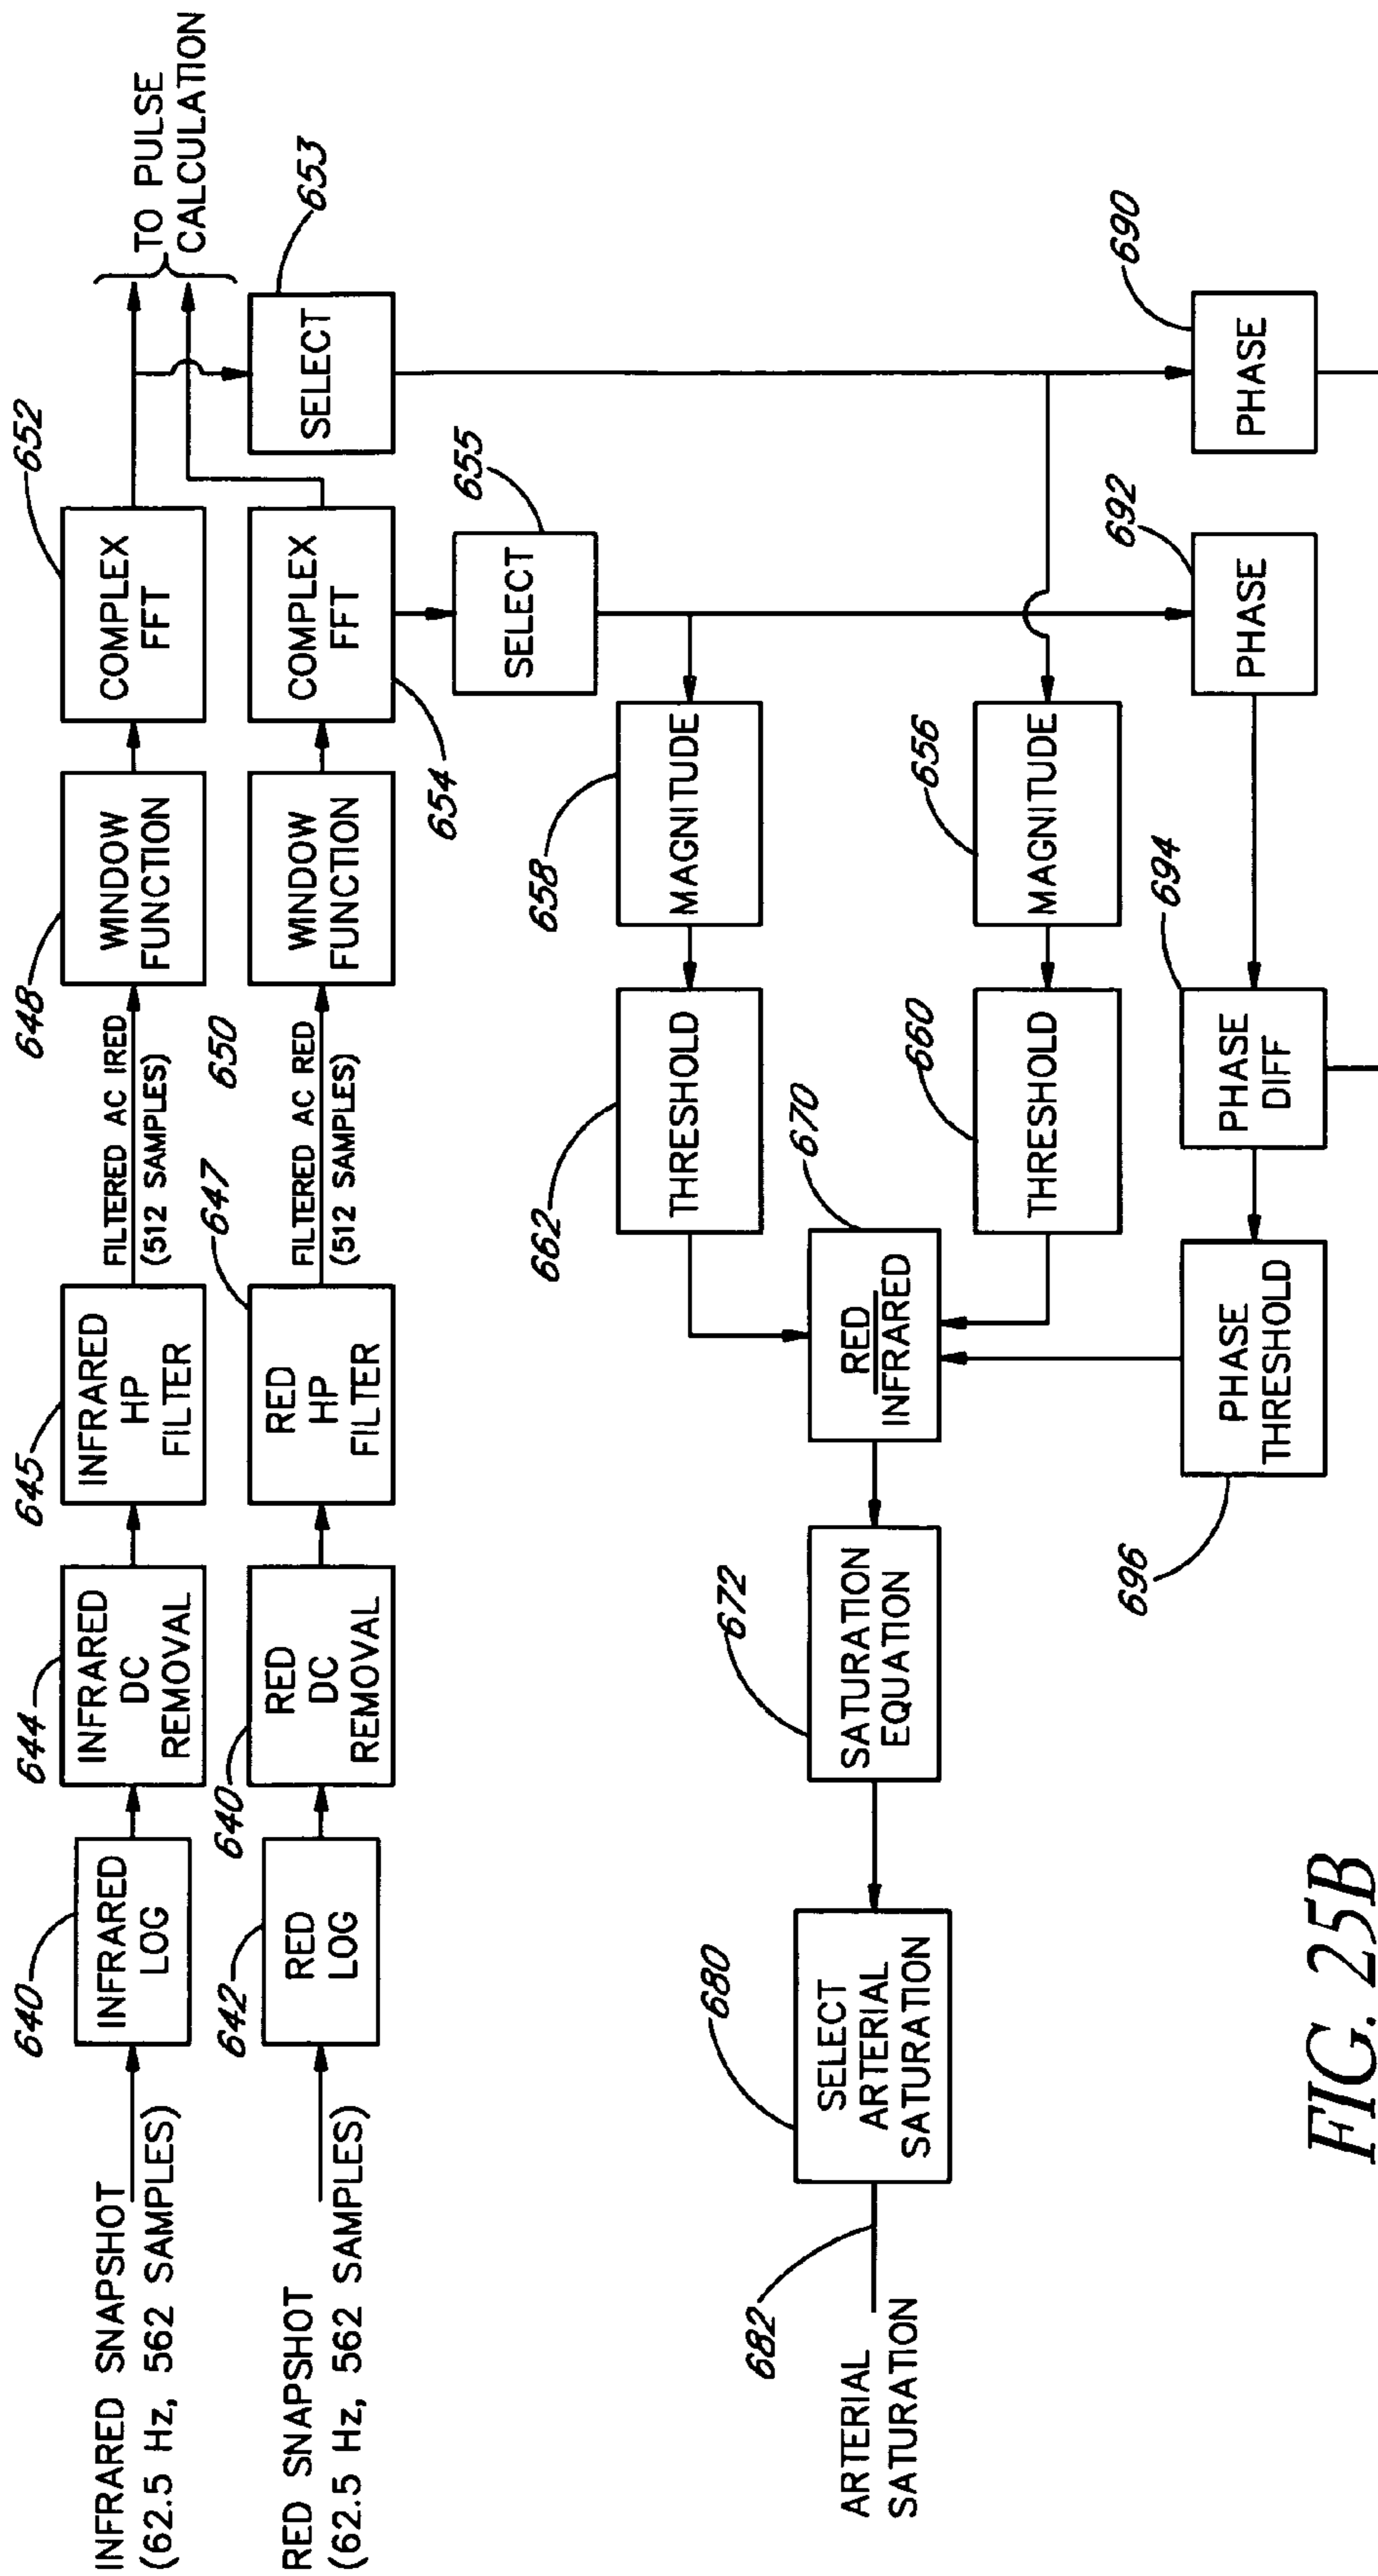 INFRARED SNAPSHOT
(62.5 Hz, 562 SAMPLES)
640
INFRARED
LOG
644
INFRARED
DC
REMOVAL
645
INFRARED
HP
FILTER
FILTERED AC IRED
(512 SAMPLES)
648
WINDOW
FUNCTION
652
COMPLEX
FFT
TO PULSE
CALCULATION
RED SNAPSHOT
(62.5 Hz, 562 SAMPLES)
642
RED
LOG
640
RED
DC
REMOVAL
647
RED
HP
FILTER
FILTERED AC RED
(512 SAMPLES)
650
WINDOW
FUNCTION
654
COMPLEX
FFT
653
SELECT
655
SELECT
658
MAGNITUDE
662
THRESHOLD
656
MAGNITUDE
660
THRESHOLD
670
RED
INFRARED
672
SATURATION
EQUATION
680
SELECT
ARTERIAL
SATURATION
682
ARTERIAL
SATURATION
690
PHASE
692
PHASE
694
PHASE
DIFF
696
PHASE
THRESHOLD
FIG. 25B